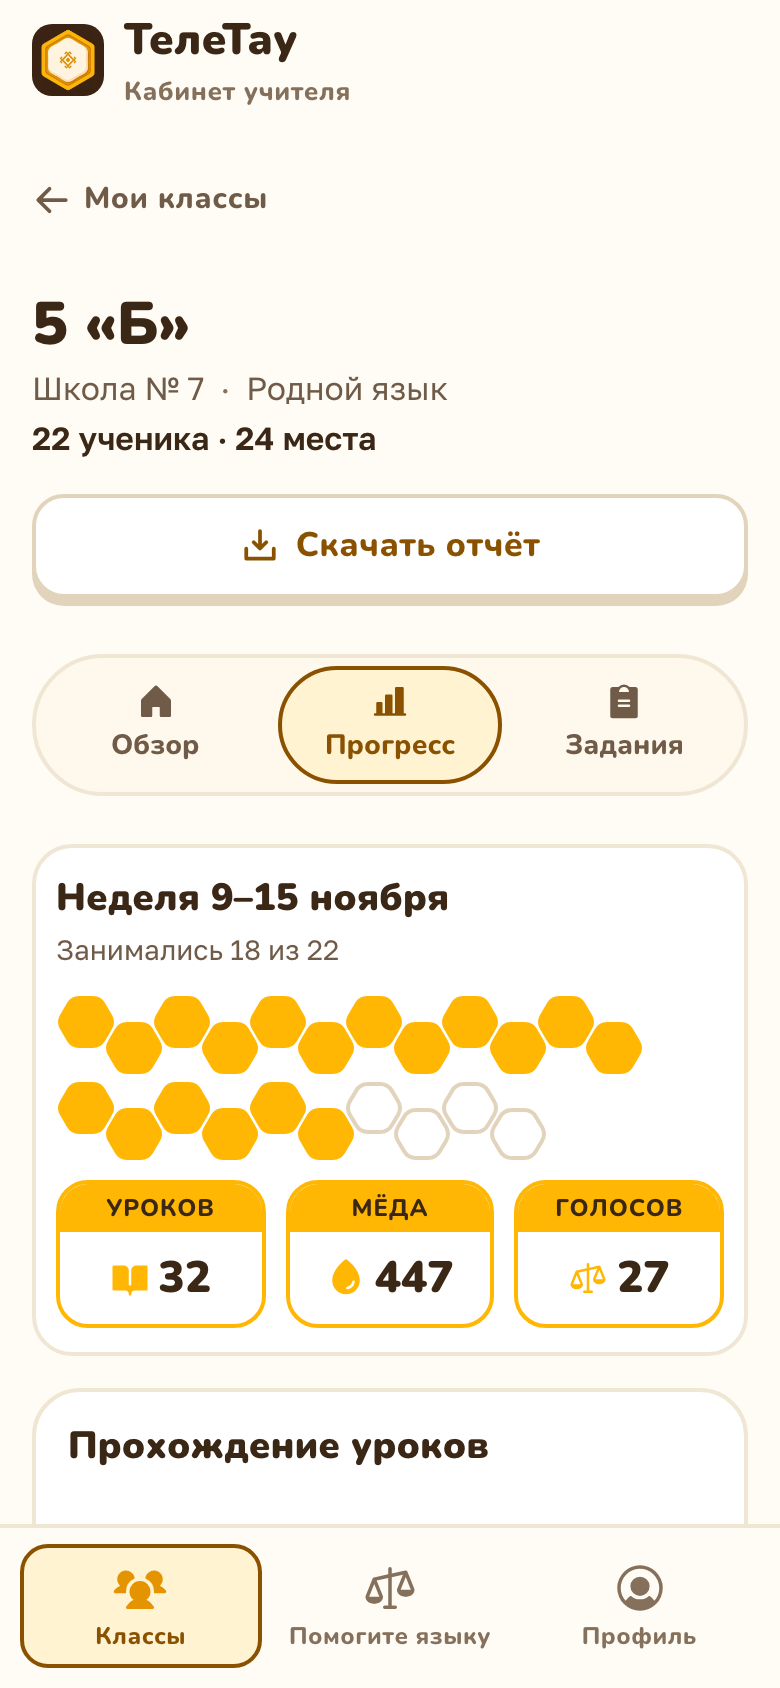 ТелеТау
Кабинет учителя
Мои классы
5 «Б»
Школа № 7 · Родной язык
22 ученика · 24 места
Скачать отчёт
Обзор
Прогресс
Задания
Неделя 9–15 ноября
Занимались 18 из 22
УРОКОВ
МЁДА
ГОЛОСОВ
32
447
27
Прохождение уроков
Классы
Помогите языку
Профиль